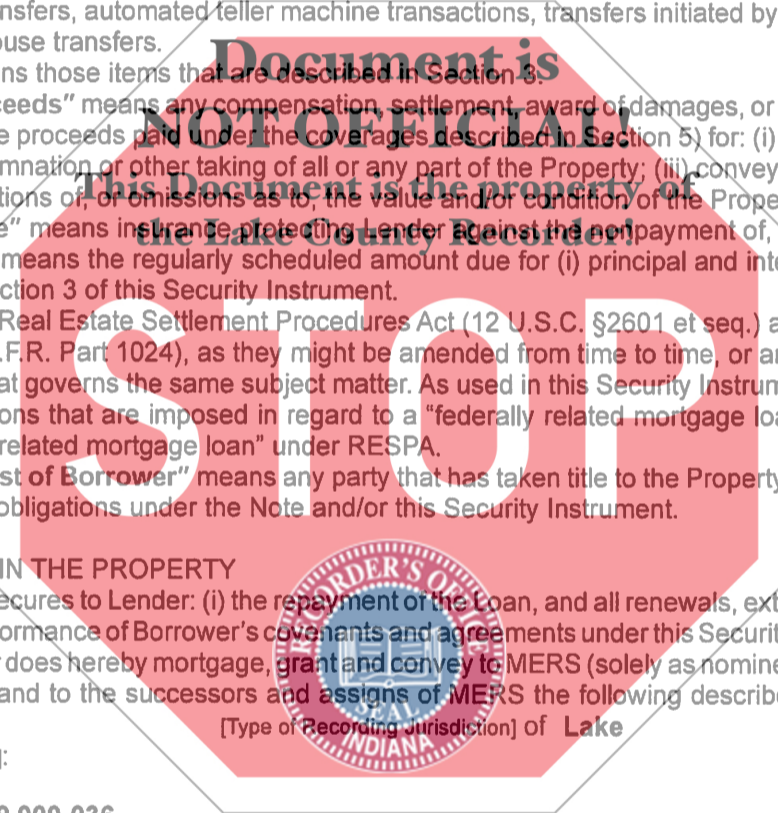 nsfers, automated teller machine transactions, transfers initiated by
ouse transfers.
Document is
ns those items that are described in Section 3.
ceeds” means any compensation, settlement, award of damages, or
NOT OFFICIAL!
e proceeds paid under the coverages described in Section 5) for: (i)
mnation or other taking of all or any part of the Property; (iii) convey
This Document is the property of
tions of, or omissions as to, the value and/or condition of the Prope
e” means insurance protecting Lender against the nonpayment of,
the Lake County Recorder!
means the regularly scheduled amount due for (i) principal and inte
ction 3 of this Security Instrument.
Real Estate Settlement Procedures Act (12 U.S.C. §2601 et seq.) a
.F.R. Part 1024), as they might be amended from time to time, or a
at governs the same subject matter. As used in this Security Instrum
STOP
ons that are imposed in regard to a “federally related mortgage loa
related mortgage loan” under RESPA.
st of Borrower” means any party that has taken title to the Property
obligations under the Note and/or this Security Instrument.
IN THE PROPERTY
ecures to Lender: (i) the repayment of the Loan, and all renewals, ext
ormance of Borrower’s covenants and agreements under this Securit
does hereby mortgage, grant and convey to MERS (solely as nomine
and to the successors and assigns of MERS the following describ
[Type of Recording Jurisdiction] of Lake
RECORDER’S OFFICE
SEAL
INDIANA
]: